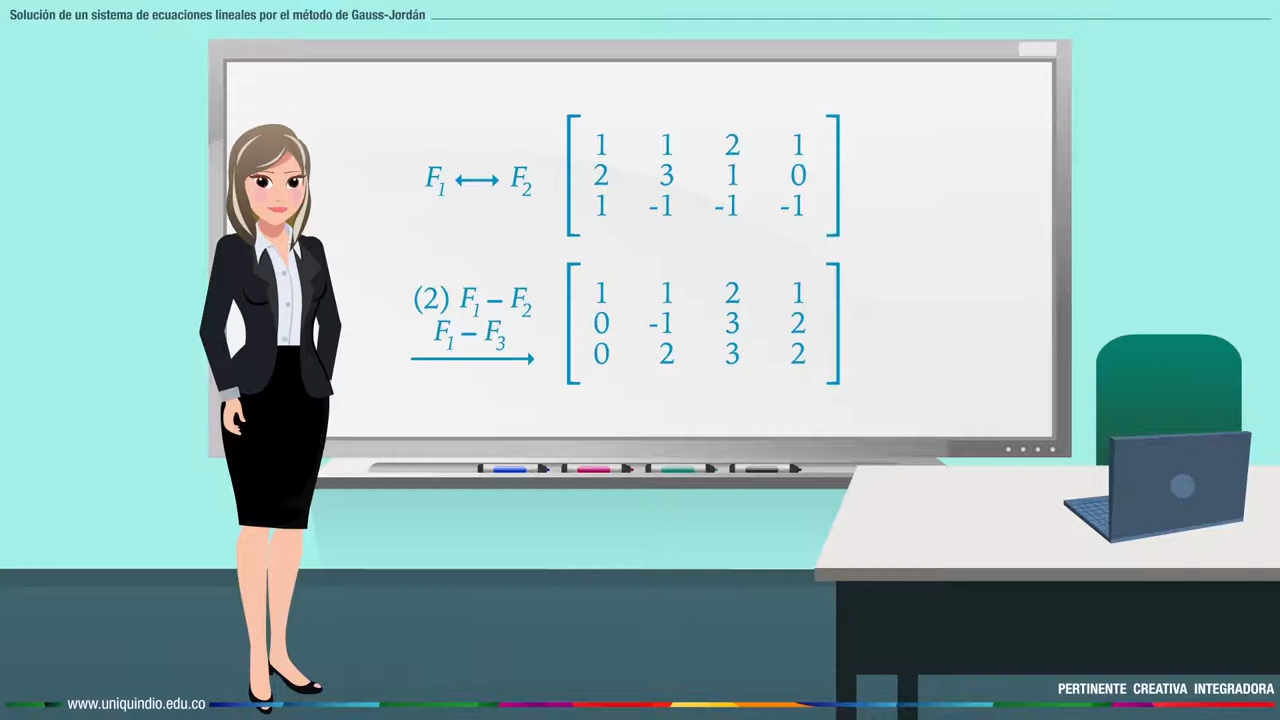 Solución de un sistema de ecuaciones lineales por el método de Gauss-Jordán
F1 ⟷ F2
1 1 2 1
2 3 1 0
1 -1 -1 -1
(2) F1 – F2
F1 – F3
1 1 2 1
0 -1 3 2
0 2 3 2
www.uniquindio.edu.co
PERTINENTE CREATIVA INTEGRADORA